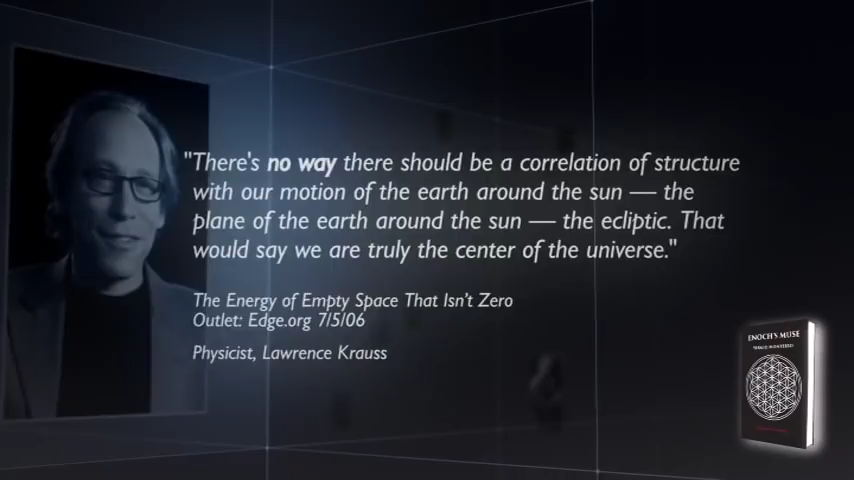 "There's no way there should be a correlation of structure
with our motion of the earth around the sun — the
plane of the earth around the sun — the ecliptic. That
would say we are truly the center of the universe."
The Energy of Empty Space That Isn't Zero
Outlet: Edge.org 7/5/06
Physicist, Lawrence Krauss
ENOCH'S MUSE